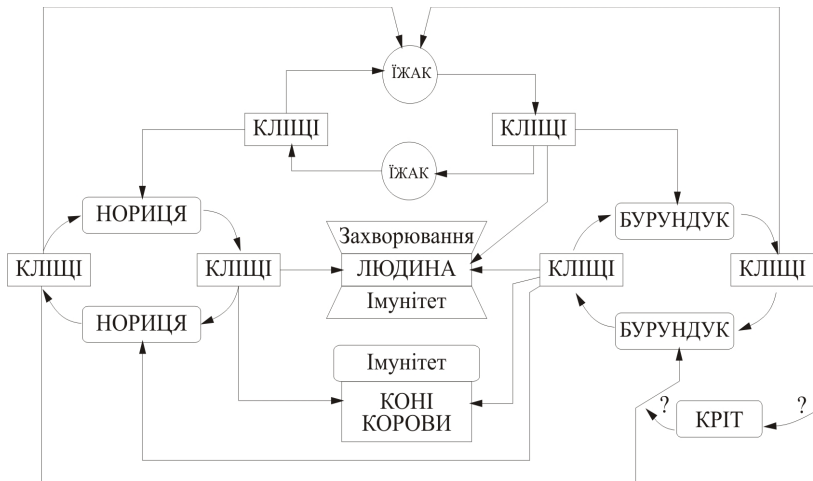 ЇЖАК
КЛІЩІ
КЛІЩІ
ЇЖАК
НОРИЦЯ
БУРУНДУК
Захворювання
КЛІЩІ
КЛІЩІ
ЛЮДИНА
КЛІЩІ
КЛІЩІ
Імунітет
НОРИЦЯ
БУРУНДУК
Імунітет
КОНІ
КОРОВИ
?
КРІТ
?